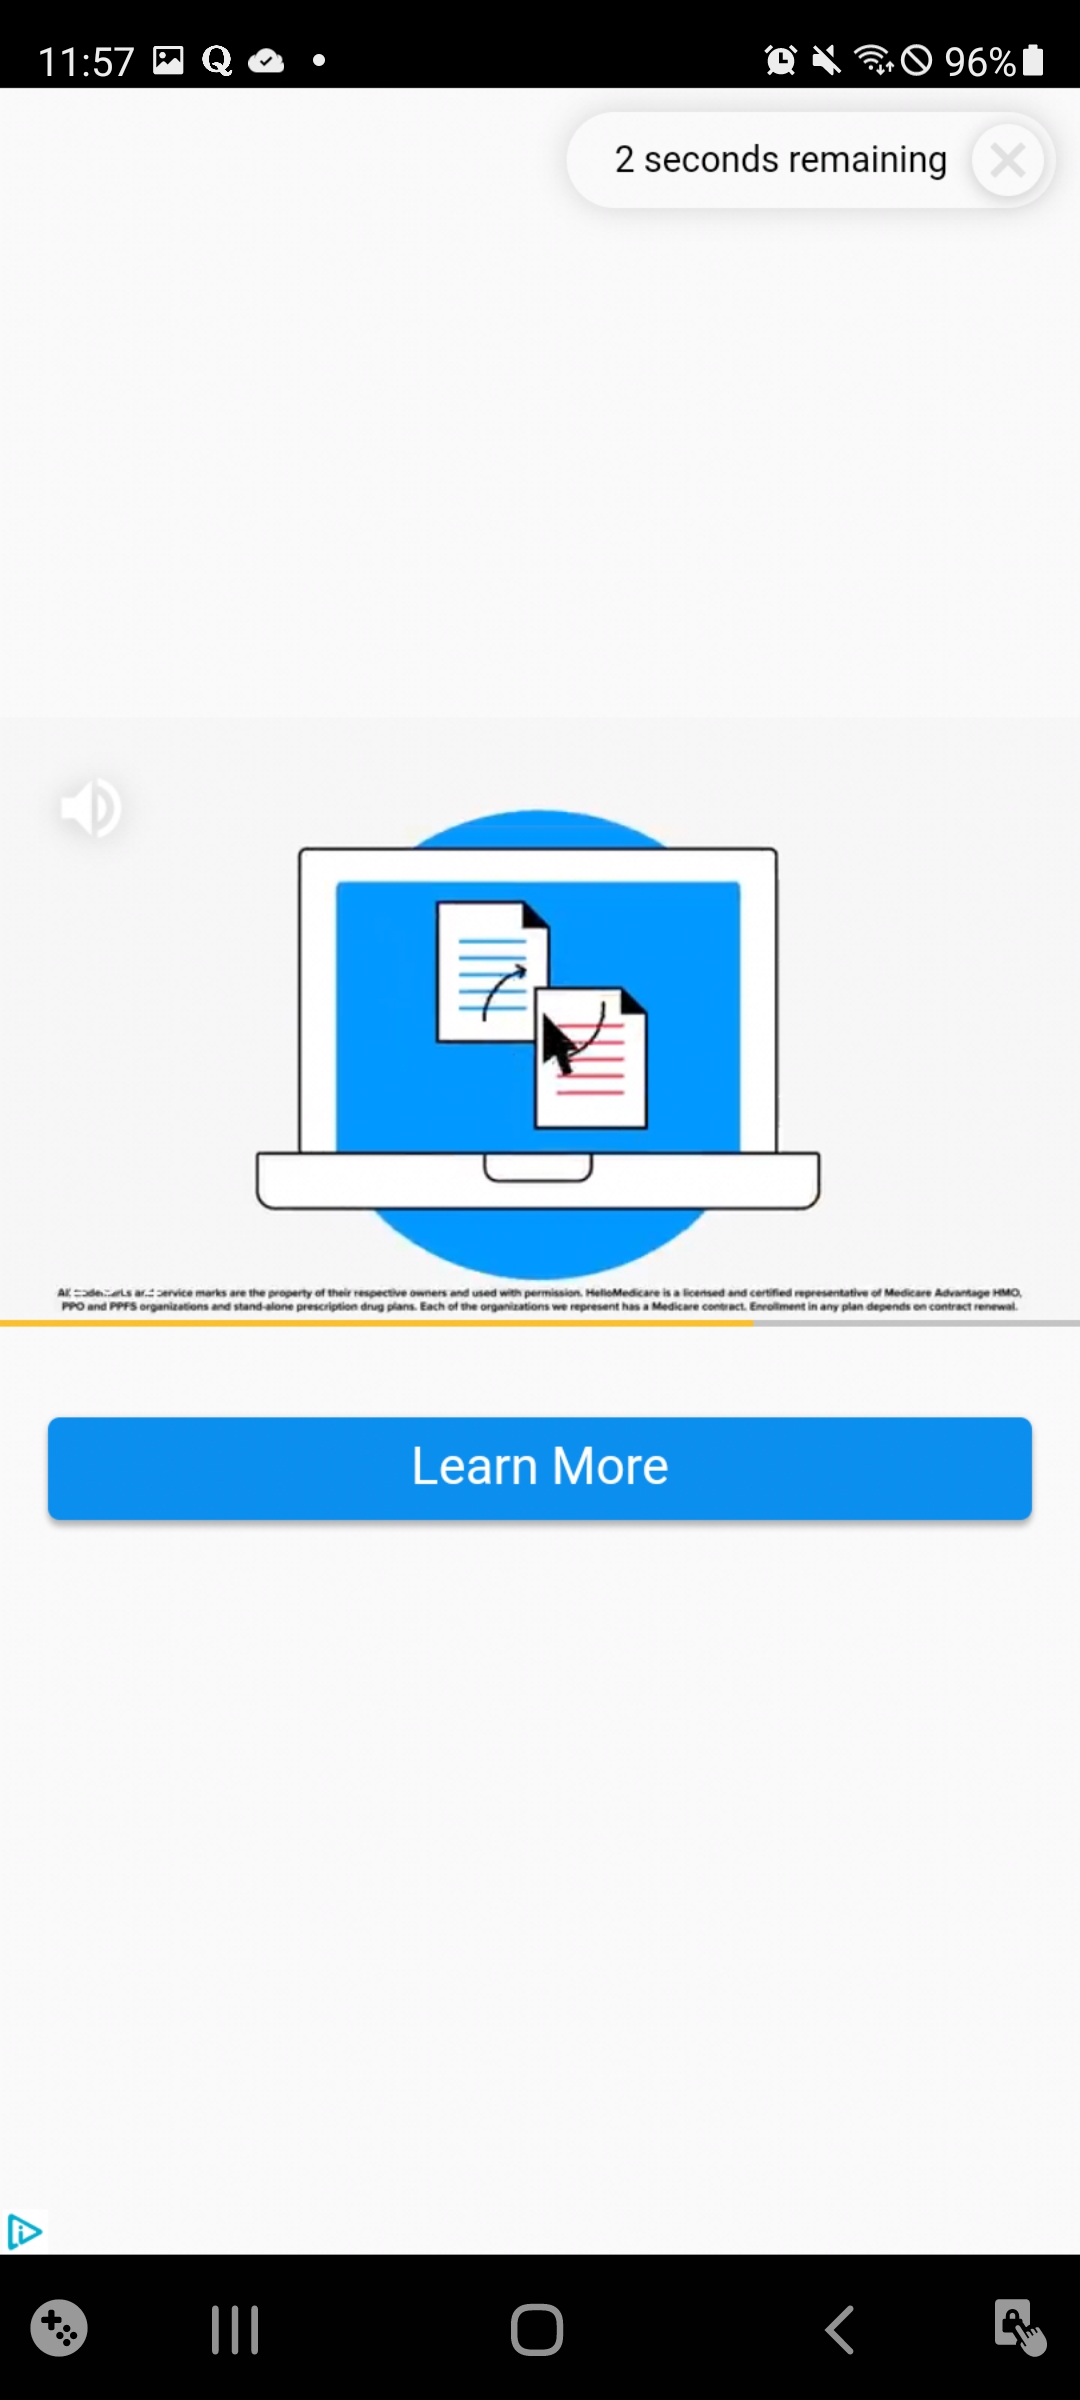 11:57
96%
2 seconds remaining
service marks are the property of their respective owners and used with permission. HelloMedicare is a licensed and certified representative of Medicare Advantage HMO,
PPO and PPFS organizations and stand-alone prescription drug plans. Each of the organizations we represent has a Medicare contract. Enrollment in any plan depends on contract renewal.
Learn More